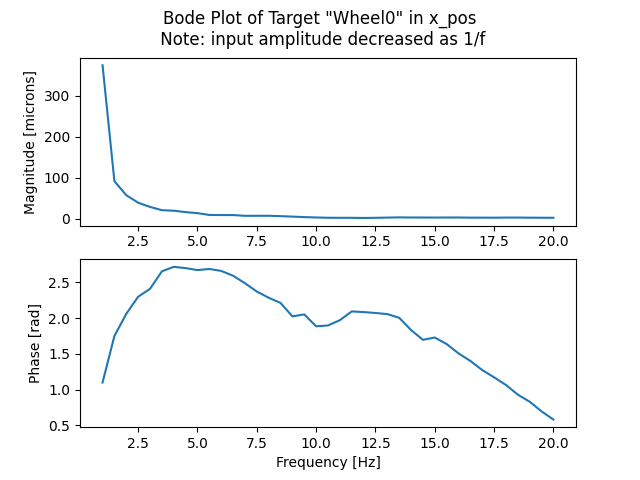 Bode Plot of Target "Wheel0" in x_pos
Note: input amplitude decreased as 1/f
Magnitude [microns]
300
200
100
0
2.5 5.0 7.5 10.0 12.5 15.0 17.5 20.0
Phase [rad]
2.5
2.0
1.5
1.0
0.5
2.5 5.0 7.5 10.0 12.5 15.0 17.5 20.0
Frequency [Hz]